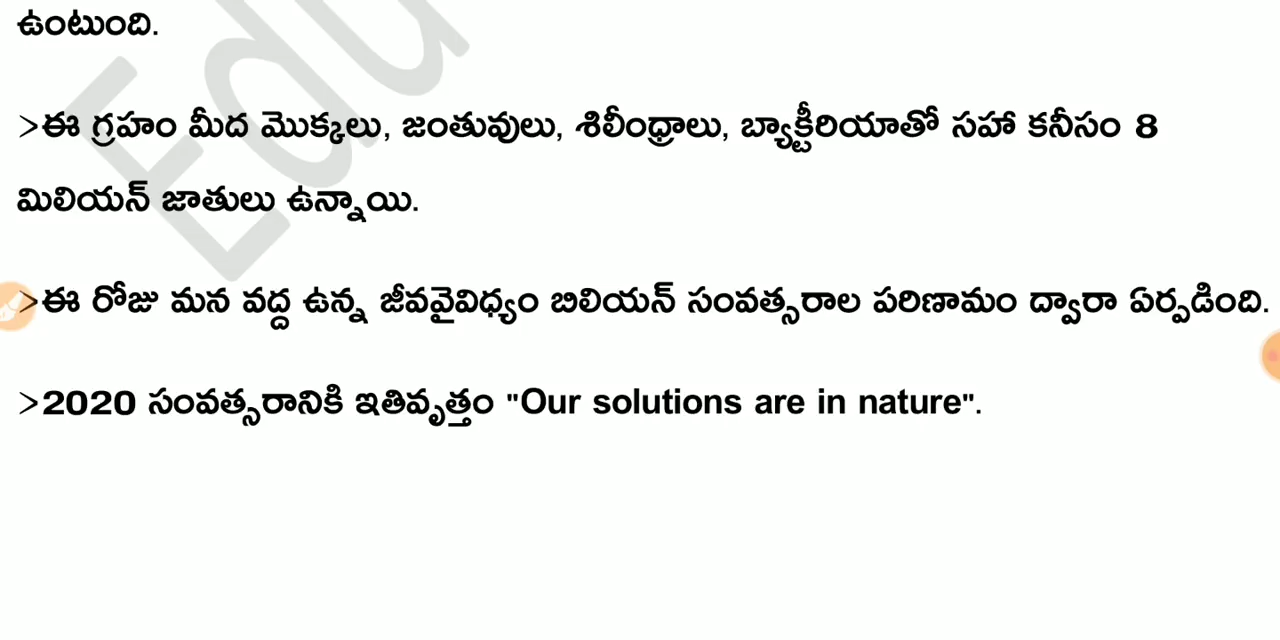 ఉంటుంది.
>ఈ గ్రహం మీద మొక్కలు, జంతువులు, శిలీంధ్రాలు, బ్యాక్టీరియాతో సహా కనీసం 8
మిలియన్ జాతులు ఉన్నాయి.
>ఈ రోజు మన వద్ద ఉన్న జీవవైవిధ్యం బిలియన్ సంవత్సరాల పరిణామం ద్వారా ఏర్పడింది.
>2020 సంవత్సరానికి ఇతివృత్తం "Our solutions are in nature".
Edu